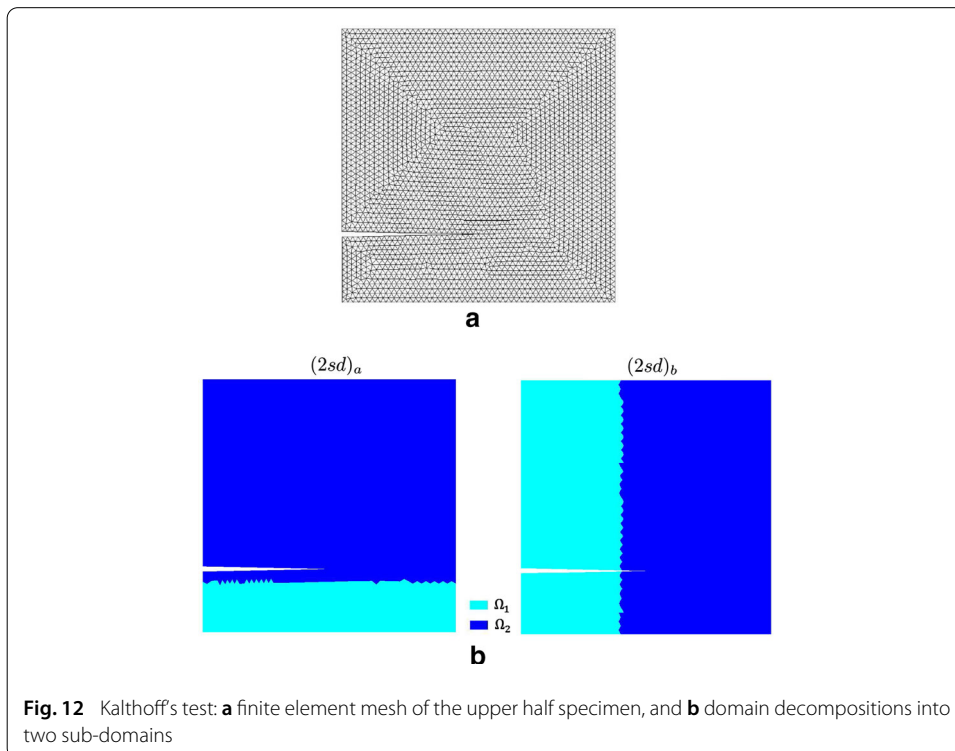 a
(2sd)a (2sd)b
Ω1
Ω2
b
Fig. 12 Kalthoff's test: a finite element mesh of the upper half specimen, and b domain decompositions into
two sub-domains